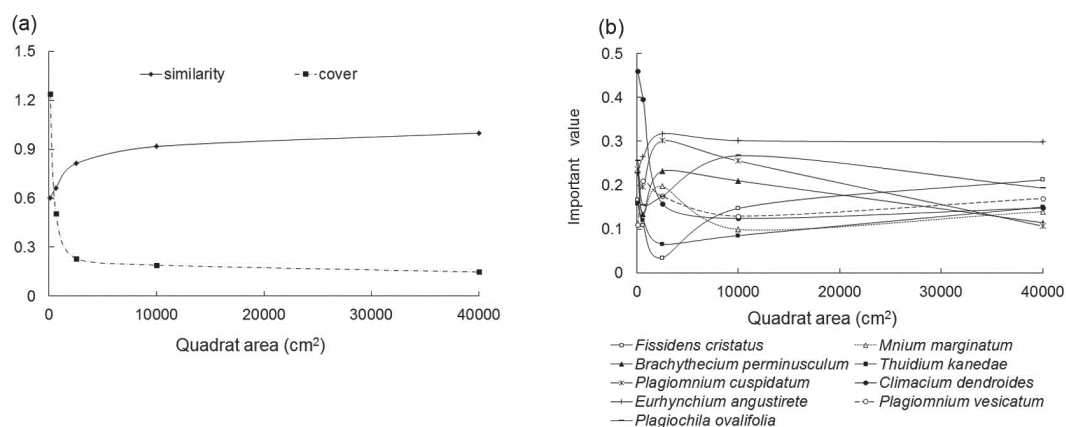 (a)
1.5
1.2
0.9
0.6
0.3
0
similarity
cover
0
10000
20000
30000
40000
Quadrat area (cm²)
(b)
Important value
0.5
0.4
0.3
0.2
0.1
0
0
10000
20000
30000
40000
Quadrat area (cm²)
Fissidens cristatus
Mnium marginatum
Brachythecium perminusculum
Thuidium kanedae
Plagiomnium cuspidatum
Climacium dendroides
Eurhynchium angustirete
Plagiomnium vesicatum
Plagiochila ovalifolia